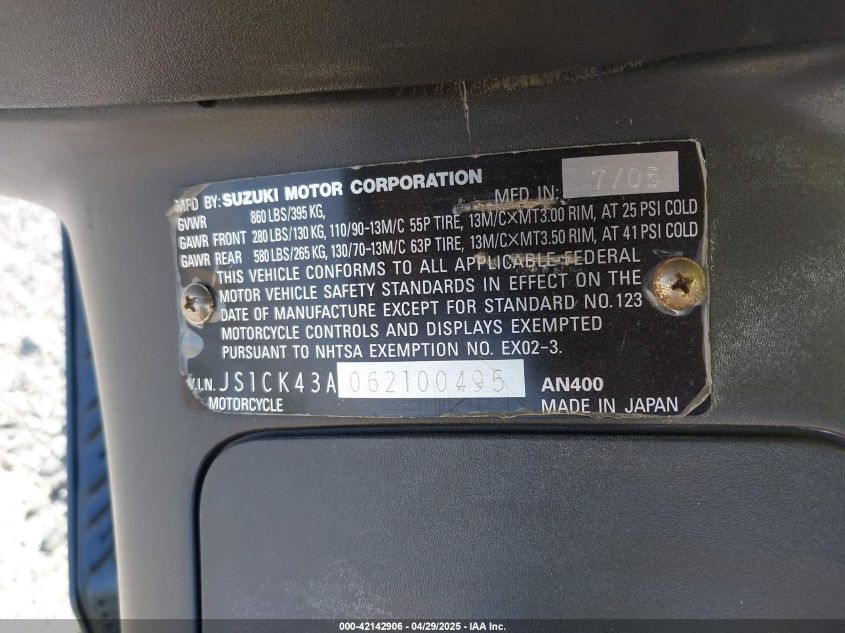 MFD BY: SUZUKI MOTOR CORPORATION MFD IN: 7/05
GVWR 860 LBS/395 KG,
GAWR FRONT 280 LBS/130 KG, 110/90-13M/C 55P TIRE, 13M/C×MT3.00 RIM, AT 25 PSI COLD
GAWR REAR 580 LBS/265 KG, 130/70-13M/C 63P TIRE, 13M/C×MT3.50 RIM, AT 41 PSI COLD
THIS VEHICLE CONFORMS TO ALL APPLICABLE FEDERAL
MOTOR VEHICLE SAFETY STANDARDS IN EFFECT ON THE
DATE OF MANUFACTURE EXCEPT FOR STANDARD NO. 123
MOTORCYCLE CONTROLS AND DISPLAYS EXEMPTED
PURSUANT TO NHTSA EXEMPTION NO. EX02-3.
V.I.N. JS1CK43A062100495 AN400
MOTORCYCLE MADE IN JAPAN
000-42142906 - 04/29/2025 - IAA Inc.